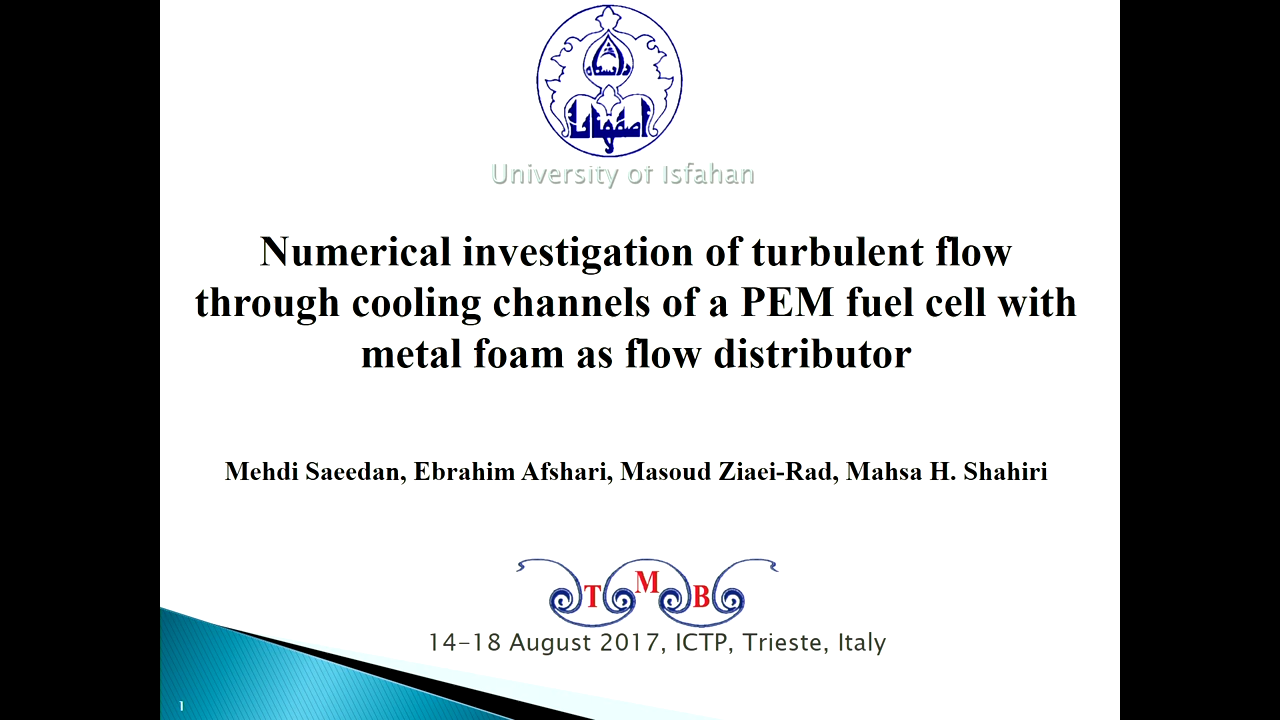 دانشگاه
اصفهان
University of Isfahan
Numerical investigation of turbulent flow
through cooling channels of a PEM fuel cell with
metal foam as flow distributor
Mehdi Saeedan, Ebrahim Afshari, Masoud Ziaei-Rad, Mahsa H. Shahiri
T M B
14-18 August 2017, ICTP, Trieste, Italy
1